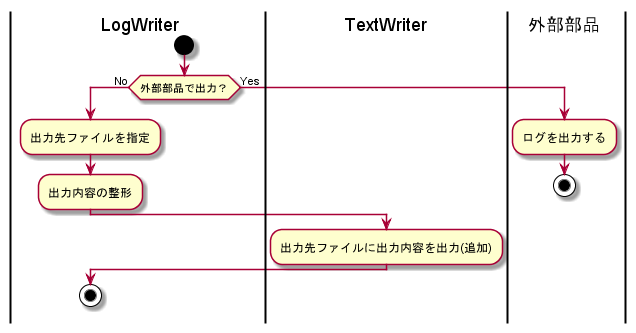 LogWriter
TextWriter
外部部品
外部部品で出力？
No
Yes
出力先ファイルを指定
ログを出力する
出力内容の整形
出力先ファイルに出力内容を出力(追加)